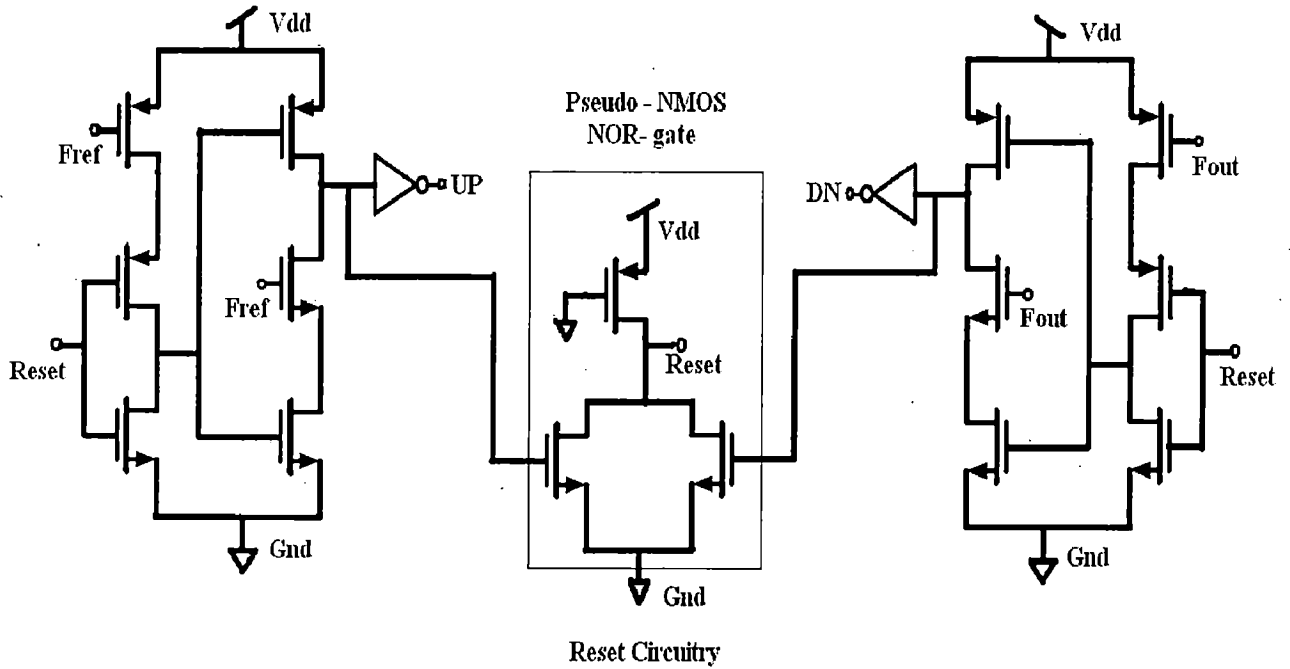 Vdd
Vdd
Pseudo - NMOS
NOR- gate
Fref
UP
DN
Fout
Vdd
Fref
Fout
Reset
Reset
Reset
Gnd
Gnd
Gnd
Reset Circuitry